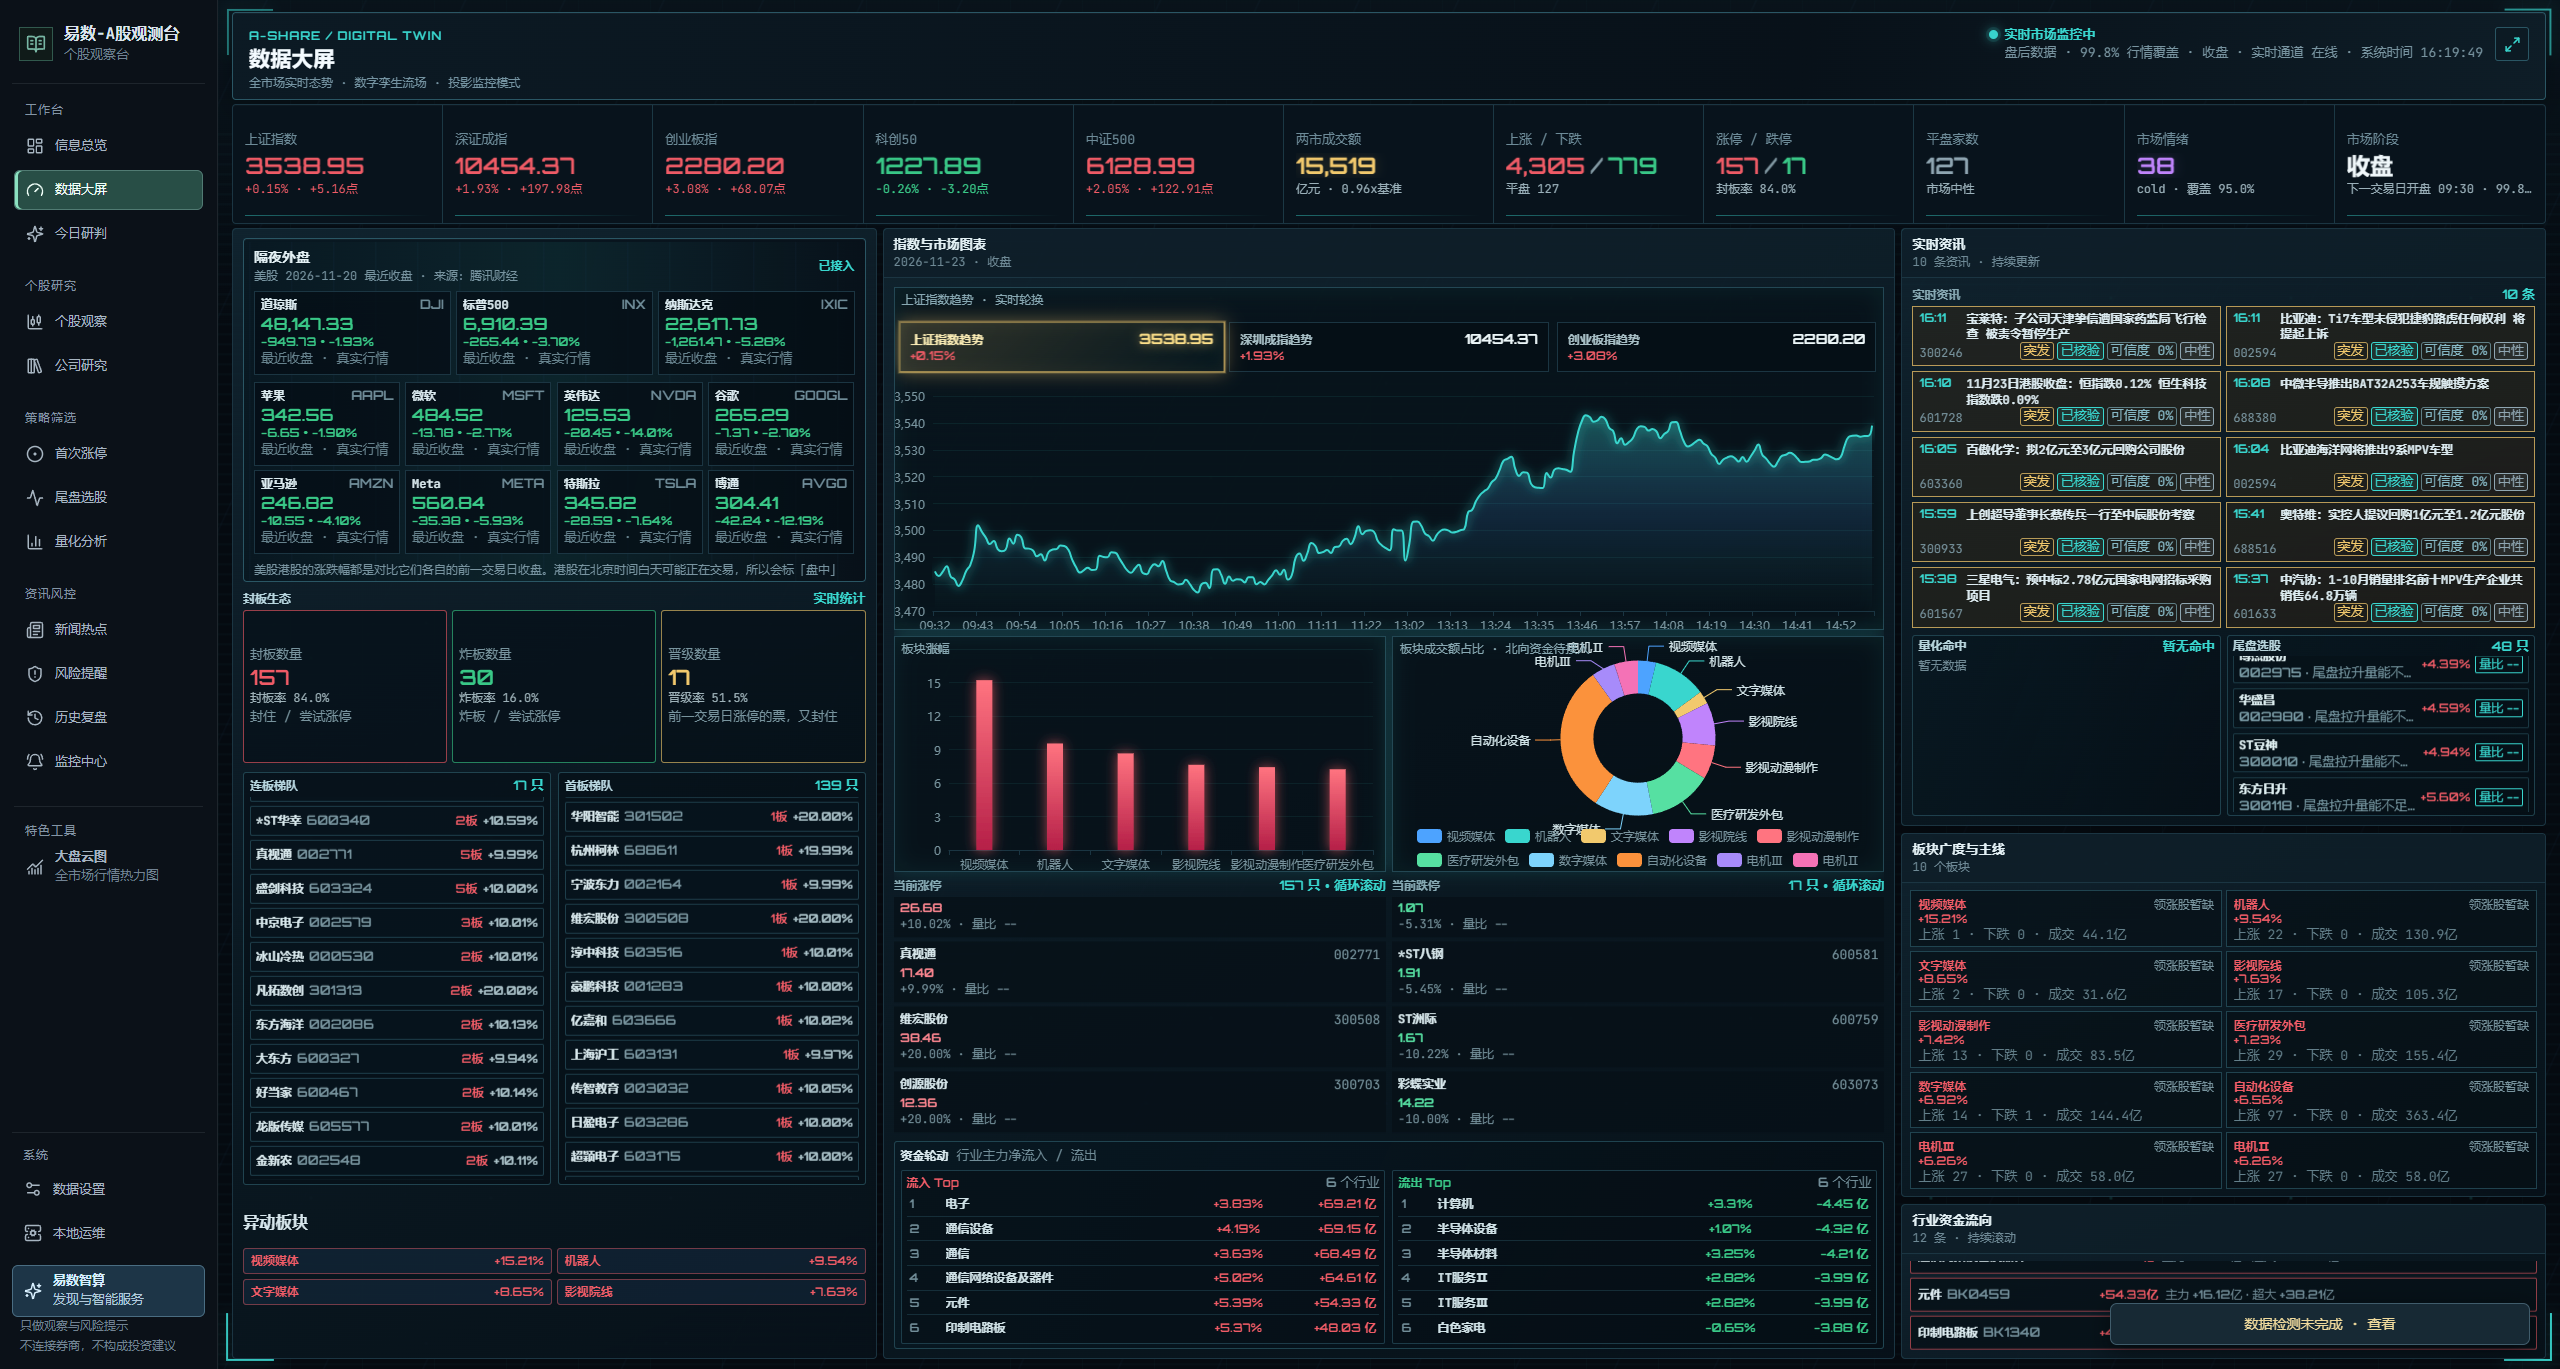 易数-A股观测台
个股观察台
工作台
信息总览
数据大屏
今日研判
个股研究
个股观察
公司研究
策略筛选
首次涨停
尾盘选股
量化分析
资讯风控
新闻热点
风险提醒
历史复盘
监控中心
特色工具
大盘云图
全市场行情热力图
系统
数据设置
本地运维
易数智算
发现与智能服务
只做观察与风险提示
不连接券商，不构成投资建议
A-SHARE / DIGITAL TWIN
数据大屏
全市场实时态势 · 数字孪生流场 · 投影监控模式
实时市场监控中
盘后数据 · 99.8% 行情覆盖 · 收盘 · 实时通道 在线 · 系统时间 16:19:49
上证指数
3538.95
+0.15% · +5.16点
深证成指
10454.37
+1.93% · +197.98点
创业板指
2280.20
+3.08% · +68.07点
科创50
1227.89
-0.26% · -3.20点
中证500
6128.99
+2.05% · +122.91点
两市成交额
15,519
亿元 · 0.96x基准
上涨 / 下跌
4,305 / 779
平盘 127
涨停 / 跌停
157 / 17
封板率 84.0%
平盘家数
127
市场中性
市场情绪
38
cold · 覆盖 95.0%
市场阶段
收盘
下一交易日开盘 09:30 · 99.8…
隔夜外盘
美股 2026-11-20 最近收盘 · 来源：腾讯财经
已接入
道琼斯 DJI
48,147.33
-949.73 • -1.93%
最近收盘 · 真实行情
标普500 INX
6,910.39
-265.44 • -3.70%
最近收盘 · 真实行情
纳斯达克 IXIC
22,617.73
-1,261.47 • -5.28%
最近收盘 · 真实行情
苹果 AAPL
342.56
-6.65 • -1.90%
最近收盘 · 真实行情
微软 MSFT
484.52
-13.78 • -2.77%
最近收盘 · 真实行情
英伟达 NVDA
125.53
-20.45 • -14.01%
最近收盘 · 真实行情
谷歌 GOOGL
265.29
-7.37 • -2.70%
最近收盘 · 真实行情
亚马逊 AMZN
246.82
-10.55 • -4.10%
最近收盘 · 真实行情
Meta META
560.84
-35.38 • -5.93%
最近收盘 · 真实行情
特斯拉 TSLA
345.82
-28.59 • -7.64%
最近收盘 · 真实行情
博通 AVGO
304.41
-42.24 • -12.19%
最近收盘 · 真实行情
美股港股的涨跌幅都是对比它们各自的前一交易日收盘。港股在北京时间白天可能正在交易，所以会标「盘中」
封板生态 实时统计
封板数量
157
封板率 84.0%
封住 / 尝试涨停
炸板数量
30
炸板率 16.0%
炸板 / 尝试涨停
晋级数量
17
晋级率 51.5%
前一交易日涨停的票，又封住
连板梯队 17 只
*ST华幸 600340 2板 +10.59%
真视通 002771 5板 +9.99%
盛剑科技 603324 5板 +10.00%
中京电子 002579 3板 +10.01%
冰山冷热 000530 2板 +10.01%
凡拓数创 301313 2板 +20.00%
东方海洋 002086 2板 +10.13%
大东方 600327 2板 +9.94%
好当家 600467 2板 +10.14%
龙版传媒 605577 2板 +10.01%
金新农 002548 2板 +10.11%
首板梯队 139 只
华阳智能 301502 1板 +20.00%
杭州柯林 688611 1板 +19.99%
宁波东力 002164 1板 +9.99%
维宏股份 300508 1板 +20.00%
淳中科技 603516 1板 +10.01%
豪鹏科技 001283 1板 +10.00%
亿嘉和 603666 1板 +10.02%
上海沪工 603131 1板 +9.97%
传智教育 003032 1板 +10.05%
日盈电子 603286 1板 +10.00%
超颖电子 603175 1板 +10.00%
异动板块
视频媒体 +15.21%
机器人 +9.54%
文字媒体 +8.65%
影视院线 +7.63%
指数与市场图表
2026-11-23 · 收盘
上证指数趋势 · 实时轮换
上证指数趋势 3538.95
+0.15%
深圳成指趋势 10454.37
+1.93%
创业板指趋势 2280.20
+3.08%
3,550
3,540
3,530
3,520
3,510
3,500
3,490
3,480
3,470
09:32 09:43 09:54 10:05 10:16 10:27 10:38 10:49 11:00 11:11 11:22 13:02 13:13 13:24 13:35 13:46 13:57 14:08 14:19 14:30 14:41 14:52
板块涨幅
15
12
9
6
3
0
视频媒体 机器人 文字媒体 影视院线 影视动漫制作 医疗研发外包
板块成交额占比 · 北向资金待
电机Ⅱ
视频媒体
电机Ⅲ
机器人
文字媒体
影视院线
自动化设备
影视动漫制作
医疗研发外包
数字媒体
视频媒体 机器人 文字媒体 影视院线 影视动漫制作
医疗研发外包 数字媒体 自动化设备 电机Ⅲ 电机Ⅱ
当前涨停 157 只 • 循环滚动
26.68
+10.02% · 量比 --
真视通 002771
17.40
+9.99% · 量比 --
维宏股份 300508
38.46
+20.00% · 量比 --
创源股份 300703
12.36
+20.00% · 量比 --
当前跌停 17 只 • 循环滚动
1.07
-5.31% · 量比 --
*ST八钢 600581
1.91
-5.45% · 量比 --
ST洲际 600759
1.67
-10.22% · 量比 --
彩蝶实业 603073
14.22
-10.00% · 量比 --
资金轮动 行业主力净流入 / 流出
流入 Top 6 个行业
1 电子 +3.83% +69.21 亿
2 通信设备 +4.19% +69.15 亿
3 通信 +3.63% +68.49 亿
4 通信网络设备及器件 +5.02% +64.61 亿
5 元件 +5.39% +54.33 亿
6 印制电路板 +5.37% +48.03 亿
流出 Top 6 个行业
1 计算机 +3.31% -4.45 亿
2 半导体设备 +1.07% -4.32 亿
3 半导体材料 +3.25% -4.21 亿
4 IT服务Ⅱ +2.82% -3.99 亿
5 IT服务Ⅲ +2.82% -3.99 亿
6 白色家电 -0.65% -3.88 亿
实时资讯
10 条资讯 · 持续更新
实时资讯 10 条
16:11 宝莱特：子公司天津挚信遭国家药监局飞行检查 被责令暂停生产
300246 突发 已核验 可信度 0% 中性
16:11 比亚迪：Ti7车型未侵犯捷豹路虎任何权利 将提起上诉
002594 突发 已核验 可信度 0% 中性
16:10 11月23日港股收盘：恒指跌0.12% 恒生科技指数跌0.09%
601728 突发 已核验 可信度 0% 中性
16:08 中微半导推出BAT32A253车规触摸方案
688380 突发 已核验 可信度 0% 中性
16:05 百傲化学：拟2亿元至3亿元回购公司股份
603360 突发 已核验 可信度 0% 中性
16:04 比亚迪海洋网将推出9系MPV车型
002594 突发 已核验 可信度 0% 中性
15:59 上创超导董事长蔡传兵一行至中辰股份考察
300933 突发 已核验 可信度 0% 中性
15:41 奥特维：实控人提议回购1亿元至1.2亿元股份
688516 突发 已核验 可信度 0% 中性
15:38 三星电气：预中标2.78亿元国家电网招标采购项目
601567 突发 已核验 可信度 0% 中性
15:37 中汽协：1-10月销量排名前十MPV生产企业共销售64.8万辆
601633 突发 已核验 可信度 0% 中性
量化命中 暂无命中
暂无数据
尾盘选股 48 只
002975 · 尾盘拉升量能不… +4.39% 量比 --
华盛昌
002980 · 尾盘拉升量能不… +4.59% 量比 --
ST豆神
300010 · 尾盘拉升量能不… +4.94% 量比 --
东方日升
300118 · 尾盘拉升量能不足… +5.60% 量比 --
板块广度与主线
10 个板块
视频媒体 领涨股暂缺
+15.21%
上涨 1 · 下跌 0 · 成交 44.1亿
机器人 领涨股暂缺
+9.54%
上涨 22 · 下跌 0 · 成交 130.9亿
文字媒体 领涨股暂缺
+8.65%
上涨 2 · 下跌 0 · 成交 31.6亿
影视院线 领涨股暂缺
+7.63%
上涨 17 · 下跌 0 · 成交 105.3亿
影视动漫制作 领涨股暂缺
+7.42%
上涨 13 · 下跌 0 · 成交 83.5亿
医疗研发外包 领涨股暂缺
+7.23%
上涨 29 · 下跌 0 · 成交 155.4亿
数字媒体 领涨股暂缺
+6.92%
上涨 14 · 下跌 1 · 成交 144.4亿
自动化设备 领涨股暂缺
+6.56%
上涨 97 · 下跌 0 · 成交 363.4亿
电机Ⅲ 领涨股暂缺
+6.26%
上涨 27 · 下跌 0 · 成交 58.0亿
电机Ⅱ 领涨股暂缺
+6.26%
上涨 27 · 下跌 0 · 成交 58.0亿
行业资金流向
12 条 · 持续滚动
元件 BK0459 +54.33亿 主力 +16.12亿 · 超大 +38.21亿
印制电路板 BK1340
数据检测未完成 · 查看